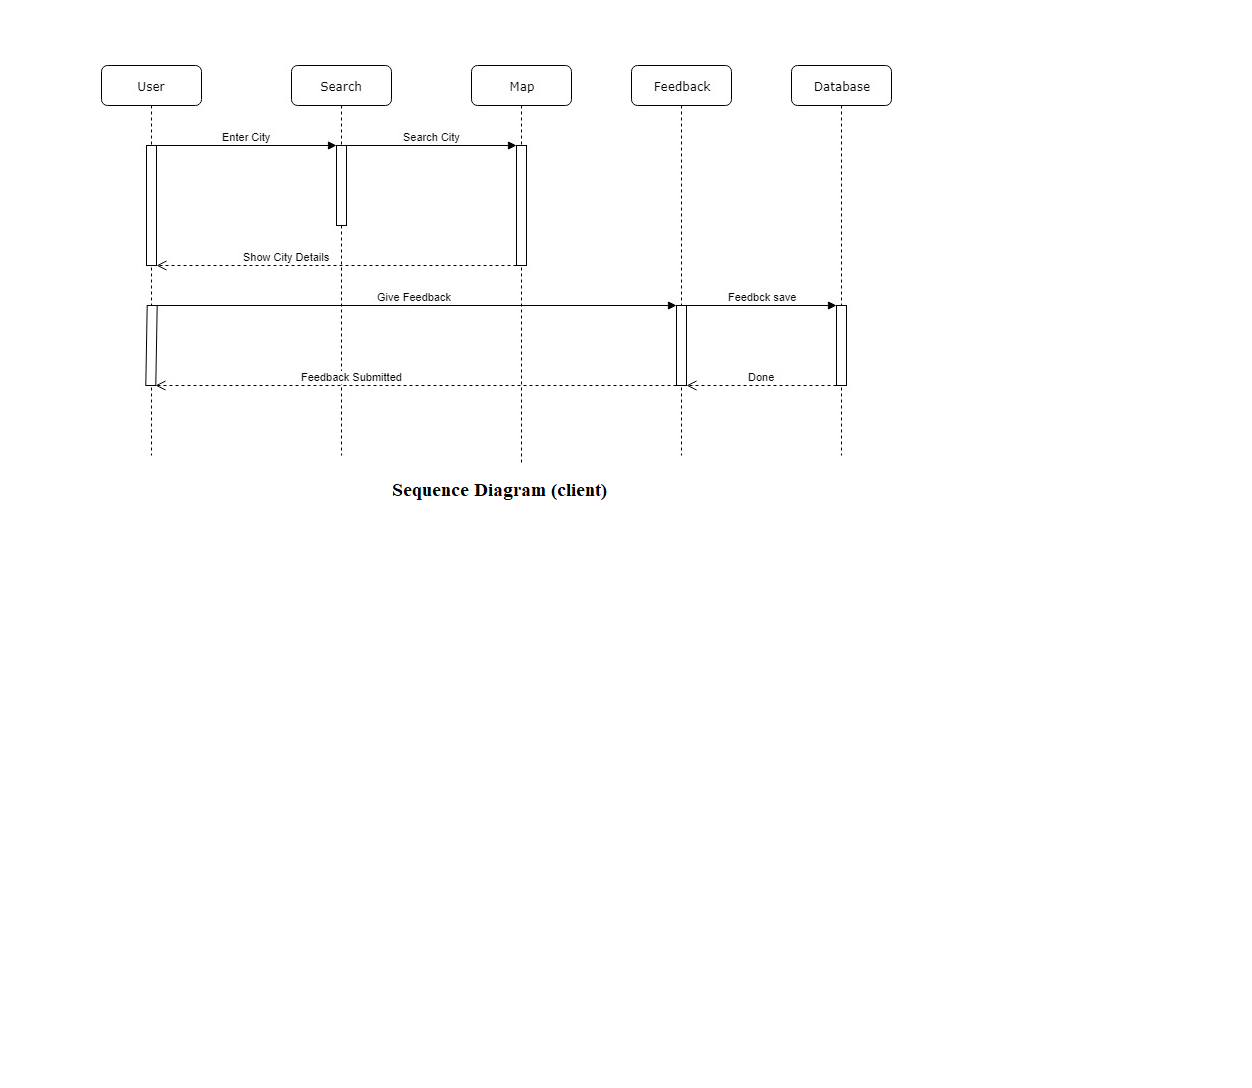 User
Search
Map
Feedback
Database
Enter City
Search City
Show City Details
Give Feedback
Feedbck save
Feedback Submitted
Done
Sequence Diagram (client)